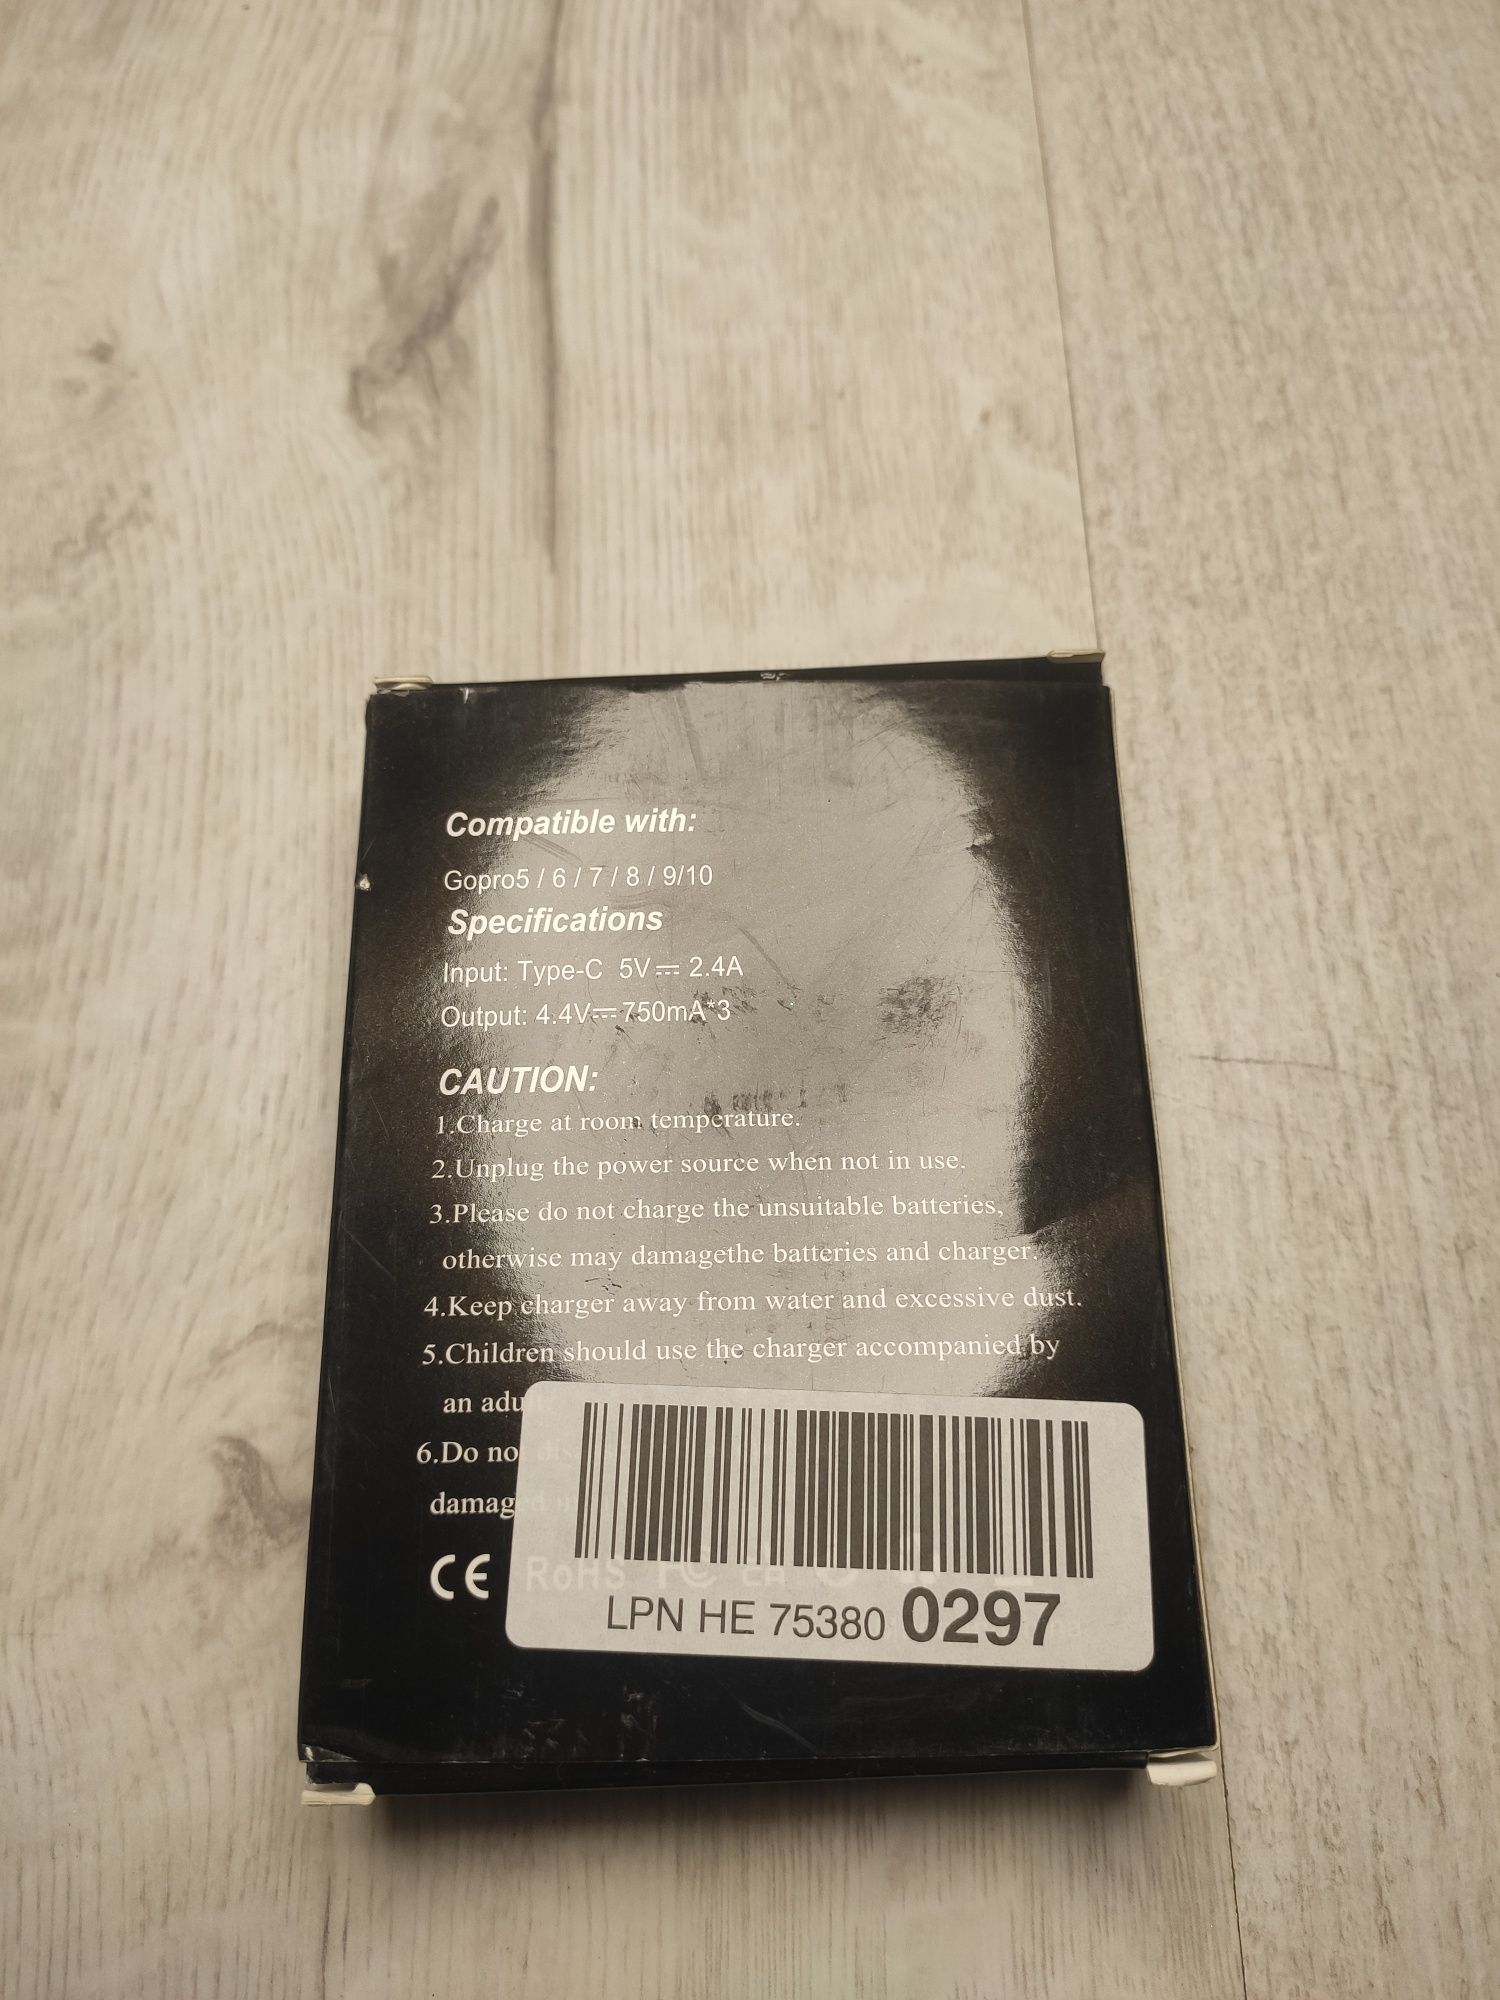 Compatible with:
Gopro5 / 6 / 7 / 8 / 9/10
Specifications
Input: Type-C 5V⎓ 2.4A
Output: 4.4V⎓750mA*3
CAUTION:
1.Charge at room temperature.
2.Unplug the power source when not in use.
3.Please do not charge the unsuitable batteries,
otherwise may damagethe batteries and charger.
4.Keep charger away from water and excessive dust.
5.Children should use the charger accompanied by
an
6.Do
CE RoHS FC
LPN HE 75380 0297